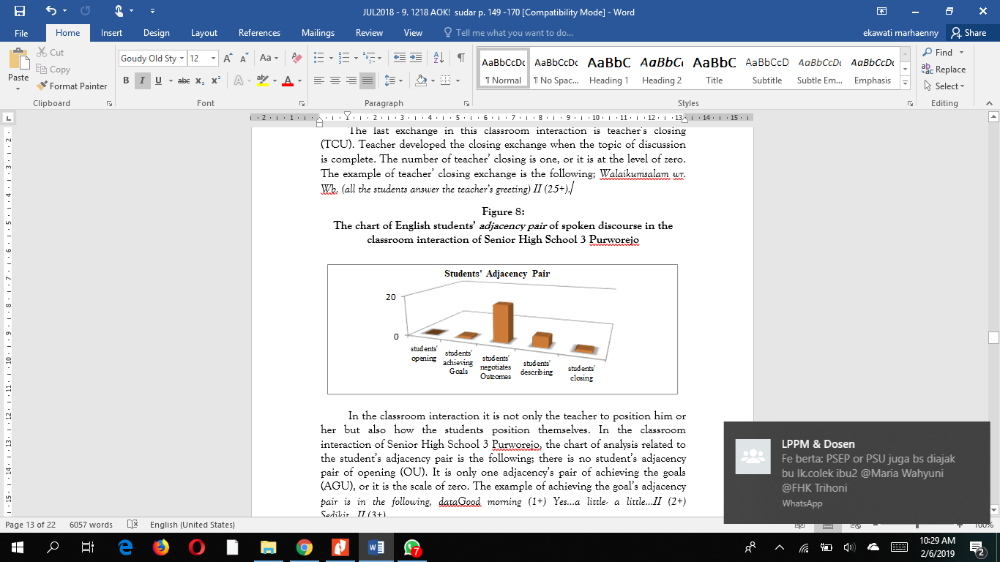 JUL2018 - 9. 1218 AOK! sudar p. 149 -170 [Compatibility Mode] - Word
File Home Insert Design Layout References Mailings Review View Tell me what you want to do... ekawati marhaenny Share
Paste
Cut
Copy
Format Painter
Clipboard
Goudy Old Sty 12
Font
Paragraph
AaBbCcDc AaBbCcDc AaBbC AaBbCc AaBbC AaBbCcD AaBbCcDc AaBbCcDc
¶ Normal ¶ No Spac... Heading 1 Heading 2 Title Subtitle Subtle Em... Emphasis
Styles
Find
Replace
Select
Editing
The last exchange in this classroom interaction is teacher's closing
(TCU). Teacher developed the closing exchange when the topic of discussion
is complete. The number of teacher' closing is one, or it is at the level of zero.
The example of teacher' closing exchange is the following; Walaikumsalam wr.
Wb. (all the students answer the teacher's greeting) II (25+).
Figure 8:
The chart of English students' adjacency pair of spoken discourse in the
classroom interaction of Senior High School 3 Purworejo
Students' Adjacency Pair
20
0
students' opening
students' achieving Goals
students' negotiates Outcomes
students' describing
students' closing
In the classroom interaction it is not only the teacher to position him or
her but also how the students position themselves. In the classroom
interaction of Senior High School 3 Purworejo, the chart of analysis related to
the student's adjacency pair is the following; there is no student's adjacency
pair of opening (OU). It is only one adjacency's pair of achieving the goals
(AGU), or it is the scale of zero. The example of achieving the goal's adjacency
pair is in the following, dataGood morning (1+) Yes...a little- a little...II (2+)
Sedikit...II (3+)
LPPM & Dosen
Fe berta: PSEP or PSU juga bs diajak
bu lk.colek ibu2 @Maria Wahyuni
@FHK Trihoni
WhatsApp
Page 13 of 22 6057 words English (United States) 100%
7
10:29 AM
2/6/2019
2